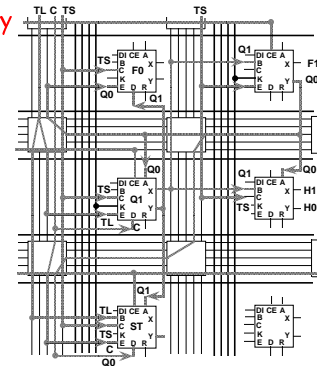 TL C TS TS
y
DI CE A DI CE A
TS B X Q1 B X F1
C F0 C
K Y K Y Q0
Q0 E D R E D R
Q1
Q0 Q0
DI CE A DI CE A
TS B X Q1 B X H1
C Q1 C
K Y TS K Y H0
TL E D R E D R
C
Q1
DI CE A DI CE A
TL B X B X
C ST C
TS K Y K Y
C E D R E D R
Q0